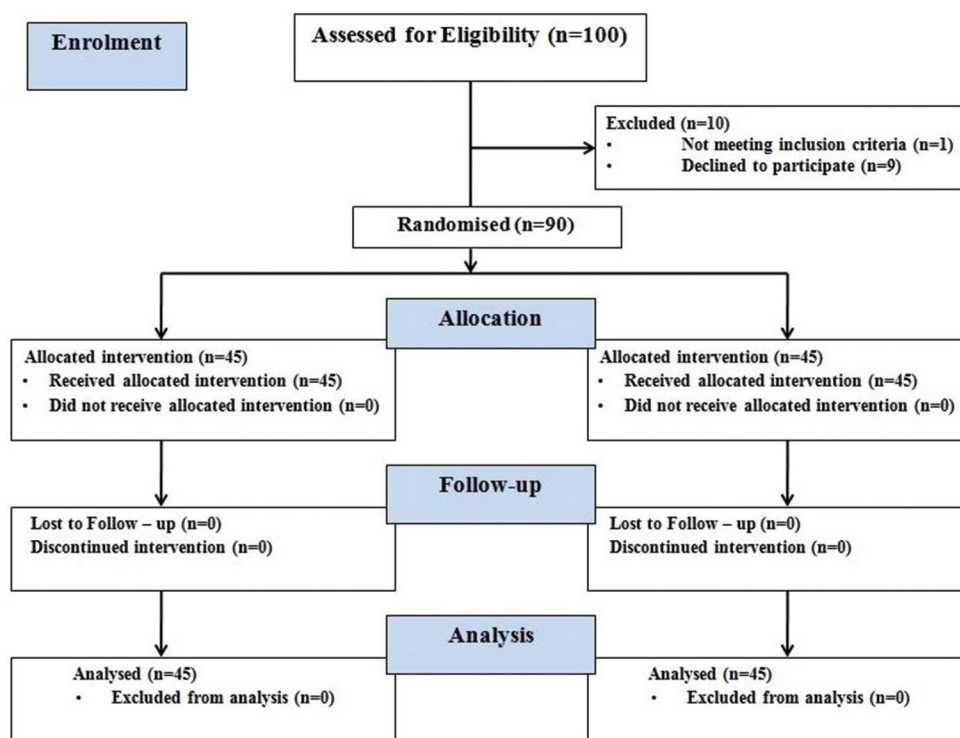 Enrolment
Assessed for Eligibility (n=100)
Excluded (n=10)
• Not meeting inclusion criteria (n=1)
• Declined to participate (n=9)
Randomised (n=90)
Allocation
Allocated intervention (n=45)
• Received allocated intervention (n=45)
• Did not receive allocated intervention (n=0)
Allocated intervention (n=45)
• Received allocated intervention (n=45)
• Did not receive allocated intervention (n=0)
Follow-up
Lost to Follow – up (n=0)
Discontinued intervention (n=0)
Lost to Follow – up (n=0)
Discontinued intervention (n=0)
Analysis
Analysed (n=45)
• Excluded from analysis (n=0)
Analysed (n=45)
• Excluded from analysis (n=0)